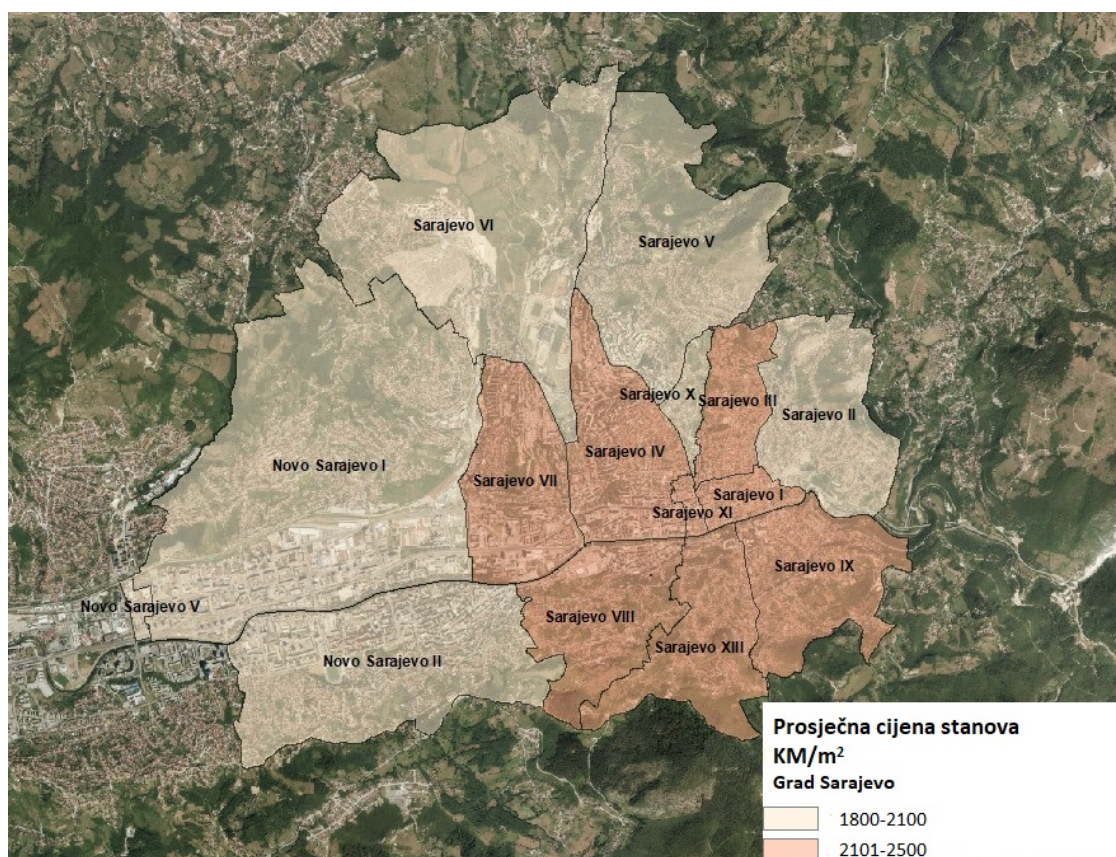 Sarajevo VI
Sarajevo V
Sarajevo X
Sarajevo III
Sarajevo II
Sarajevo IV
Novo Sarajevo I
Sarajevo VII
Sarajevo I
Sarajevo XI
Sarajevo IX
Novo Sarajevo V
Sarajevo VIII
Sarajevo XIII
Novo Sarajevo II
Prosječna cijena stanova
KM/m²
Grad Sarajevo
1800-2100
2101-2500